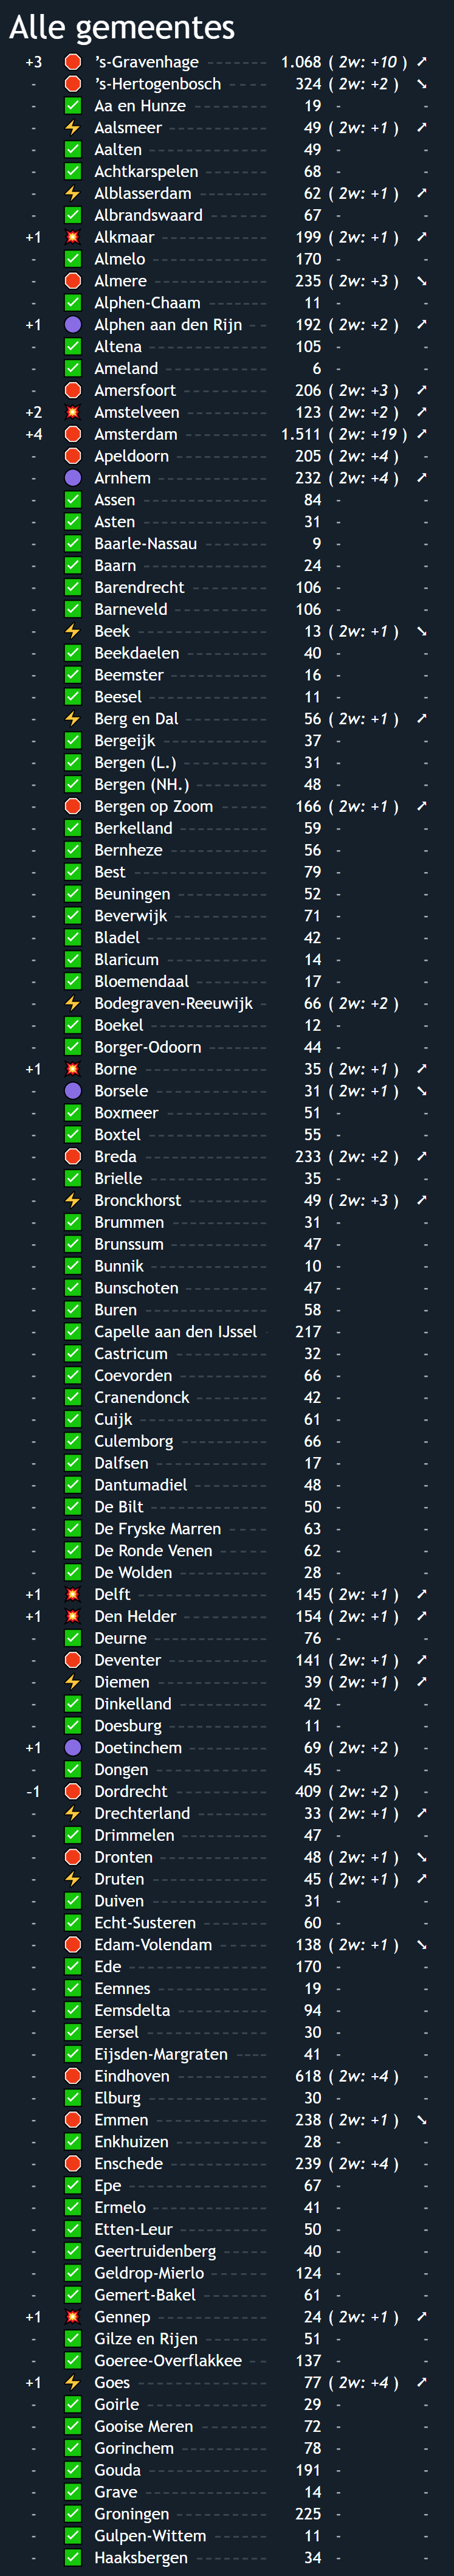 Alle gemeentes
+3 's-Gravenhage 1.068 ( 2w: +10 ) ↗
- 's-Hertogenbosch 324 ( 2w: +2 ) ↘
- Aa en Hunze 19 - -
- Aalsmeer 49 ( 2w: +1 ) ↗
- Aalten 49 - -
- Achtkarspelen 68 - -
- Alblasserdam 62 ( 2w: +1 ) ↗
- Albrandswaard 67 - -
+1 Alkmaar 199 ( 2w: +1 ) ↗
- Almelo 170 - -
- Almere 235 ( 2w: +3 ) ↘
- Alphen-Chaam 11 - -
+1 Alphen aan den Rijn 192 ( 2w: +2 ) ↗
- Altena 105 - -
- Ameland 6 - -
- Amersfoort 206 ( 2w: +3 ) ↗
+2 Amstelveen 123 ( 2w: +2 ) ↗
+4 Amsterdam 1.511 ( 2w: +19 ) ↗
- Apeldoorn 205 ( 2w: +4 ) -
- Arnhem 232 ( 2w: +4 ) ↗
- Assen 84 - -
- Asten 31 - -
- Baarle-Nassau 9 - -
- Baarn 24 - -
- Barendrecht 106 - -
- Barneveld 106 - -
- Beek 13 ( 2w: +1 ) ↘
- Beekdaelen 40 - -
- Beemster 16 - -
- Beesel 11 - -
- Berg en Dal 56 ( 2w: +1 ) ↗
- Bergeijk 37 - -
- Bergen (L.) 31 - -
- Bergen (NH.) 48 - -
- Bergen op Zoom 166 ( 2w: +1 ) ↗
- Berkelland 59 - -
- Bernheze 56 - -
- Best 79 - -
- Beuningen 52 - -
- Beverwijk 71 - -
- Bladel 42 - -
- Blaricum 14 - -
- Bloemendaal 17 - -
- Bodegraven-Reeuwijk 66 ( 2w: +2 ) -
- Boekel 12 - -
- Borger-Odoorn 44 - -
+1 Borne 35 ( 2w: +1 ) ↗
- Borsele 31 ( 2w: +1 ) ↘
- Boxmeer 51 - -
- Boxtel 55 - -
- Breda 233 ( 2w: +2 ) ↗
- Brielle 35 - -
- Bronckhorst 49 ( 2w: +3 ) ↗
- Brummen 31 - -
- Brunssum 47 - -
- Bunnik 10 - -
- Bunschoten 47 - -
- Buren 58 - -
- Capelle aan den IJssel 217 - -
- Castricum 32 - -
- Coevorden 66 - -
- Cranendonck 42 - -
- Cuijk 61 - -
- Culemborg 66 - -
- Dalfsen 17 - -
- Dantumadiel 48 - -
- De Bilt 50 - -
- De Fryske Marren 63 - -
- De Ronde Venen 62 - -
- De Wolden 28 - -
+1 Delft 145 ( 2w: +1 ) ↗
+1 Den Helder 154 ( 2w: +1 ) ↗
- Deurne 76 - -
- Deventer 141 ( 2w: +1 ) ↗
- Diemen 39 ( 2w: +1 ) ↗
- Dinkelland 42 - -
- Doesburg 11 - -
+1 Doetinchem 69 ( 2w: +2 ) -
- Dongen 45 - -
-1 Dordrecht 409 ( 2w: +2 ) -
- Drechterland 33 ( 2w: +1 ) ↗
- Drimmelen 47 - -
- Dronten 48 ( 2w: +1 ) ↘
- Druten 45 ( 2w: +1 ) ↗
- Duiven 31 - -
- Echt-Susteren 60 - -
- Edam-Volendam 138 ( 2w: +1 ) ↘
- Ede 170 - -
- Eemnes 19 - -
- Eemsdelta 94 - -
- Eersel 30 - -
- Eijsden-Margraten 41 - -
- Eindhoven 618 ( 2w: +4 ) -
- Elburg 30 - -
- Emmen 238 ( 2w: +1 ) ↘
- Enkhuizen 28 - -
- Enschede 239 ( 2w: +4 ) -
- Epe 67 - -
- Ermelo 41 - -
- Etten-Leur 50 - -
- Geertruidenberg 40 - -
- Geldrop-Mierlo 124 - -
- Gemert-Bakel 61 - -
+1 Gennep 24 ( 2w: +1 ) ↗
- Gilze en Rijen 51 - -
- Goeree-Overflakkee 137 - -
+1 Goes 77 ( 2w: +4 ) ↗
- Goirle 29 - -
- Gooise Meren 72 - -
- Gorinchem 78 - -
- Gouda 191 - -
- Grave 14 - -
- Groningen 225 - -
- Gulpen-Wittem 11 - -
- Haaksbergen 34 - -